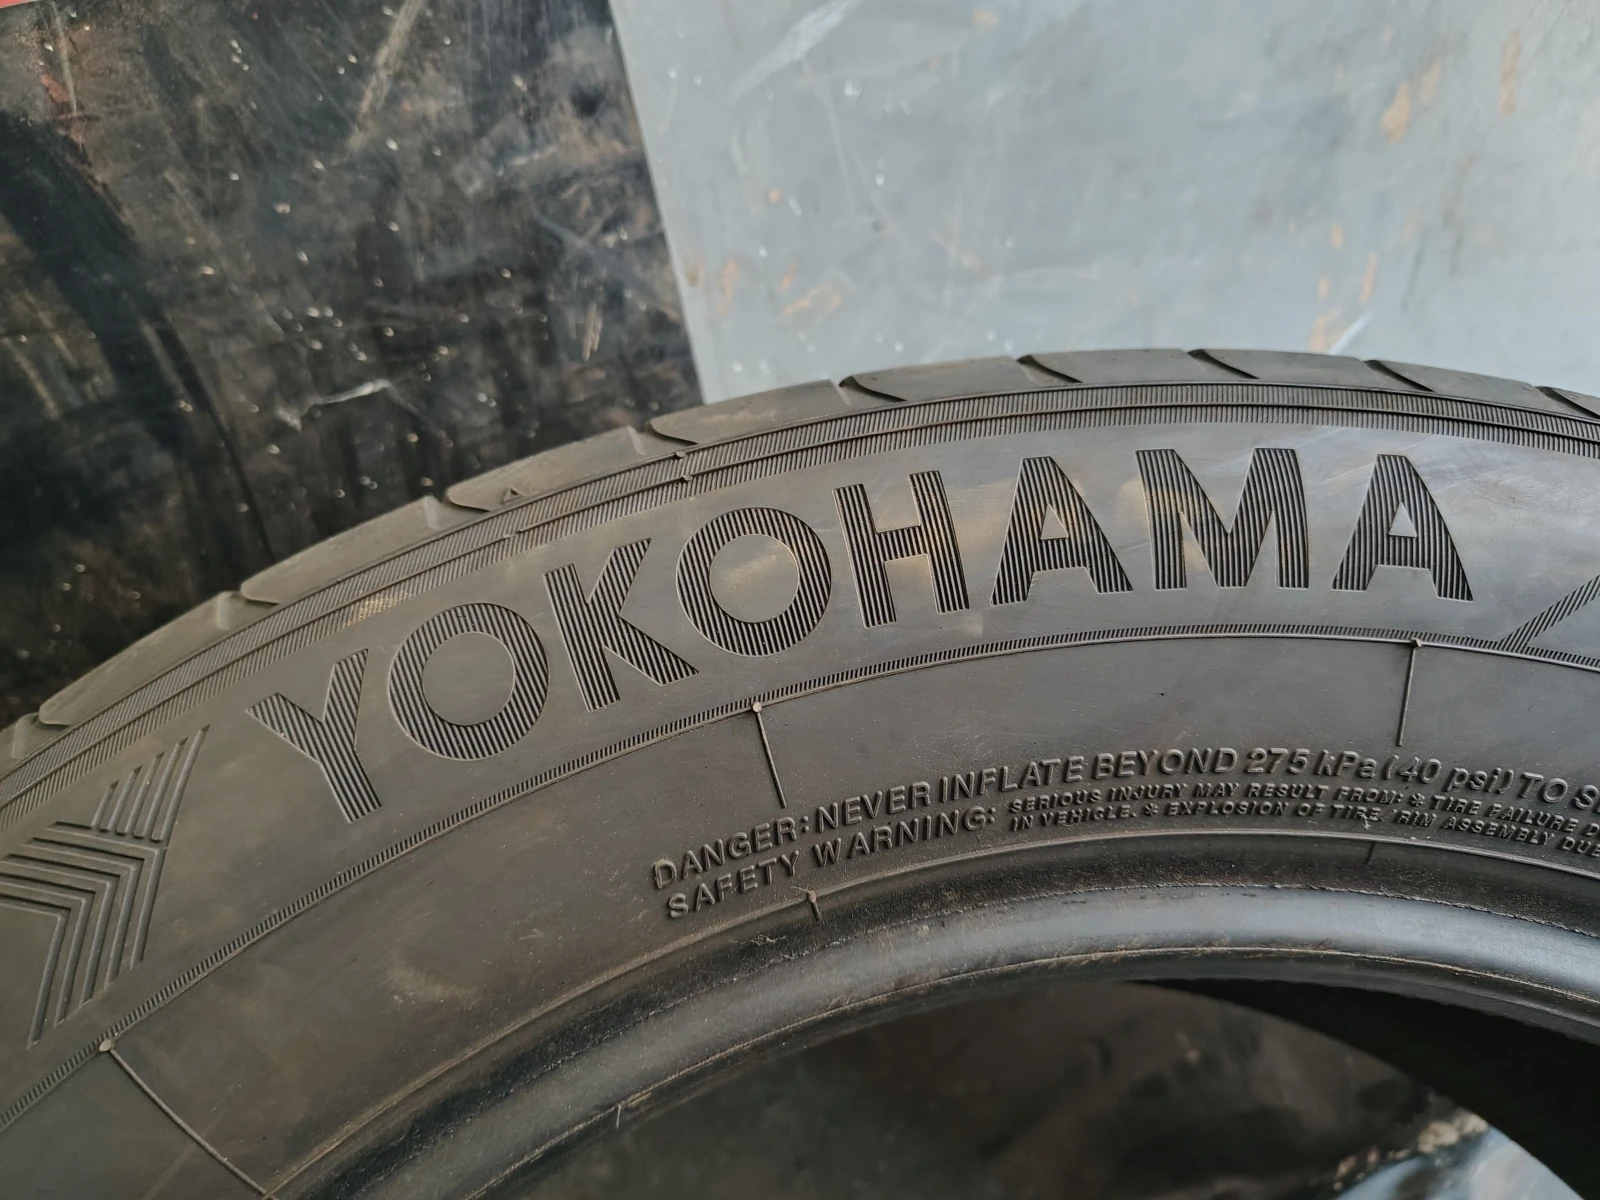 YOKOHAMA
DANGER: NEVER INFLATE BEYOND 275 kPa (40 psi) TO
SAFETY WARNING: SERIOUS INJURY MAY RESULT FROM: * TIRE FAILURE
IN VEHICLE. * EXPLOSION OF TIRE. RIM ASSEMBLY DUE